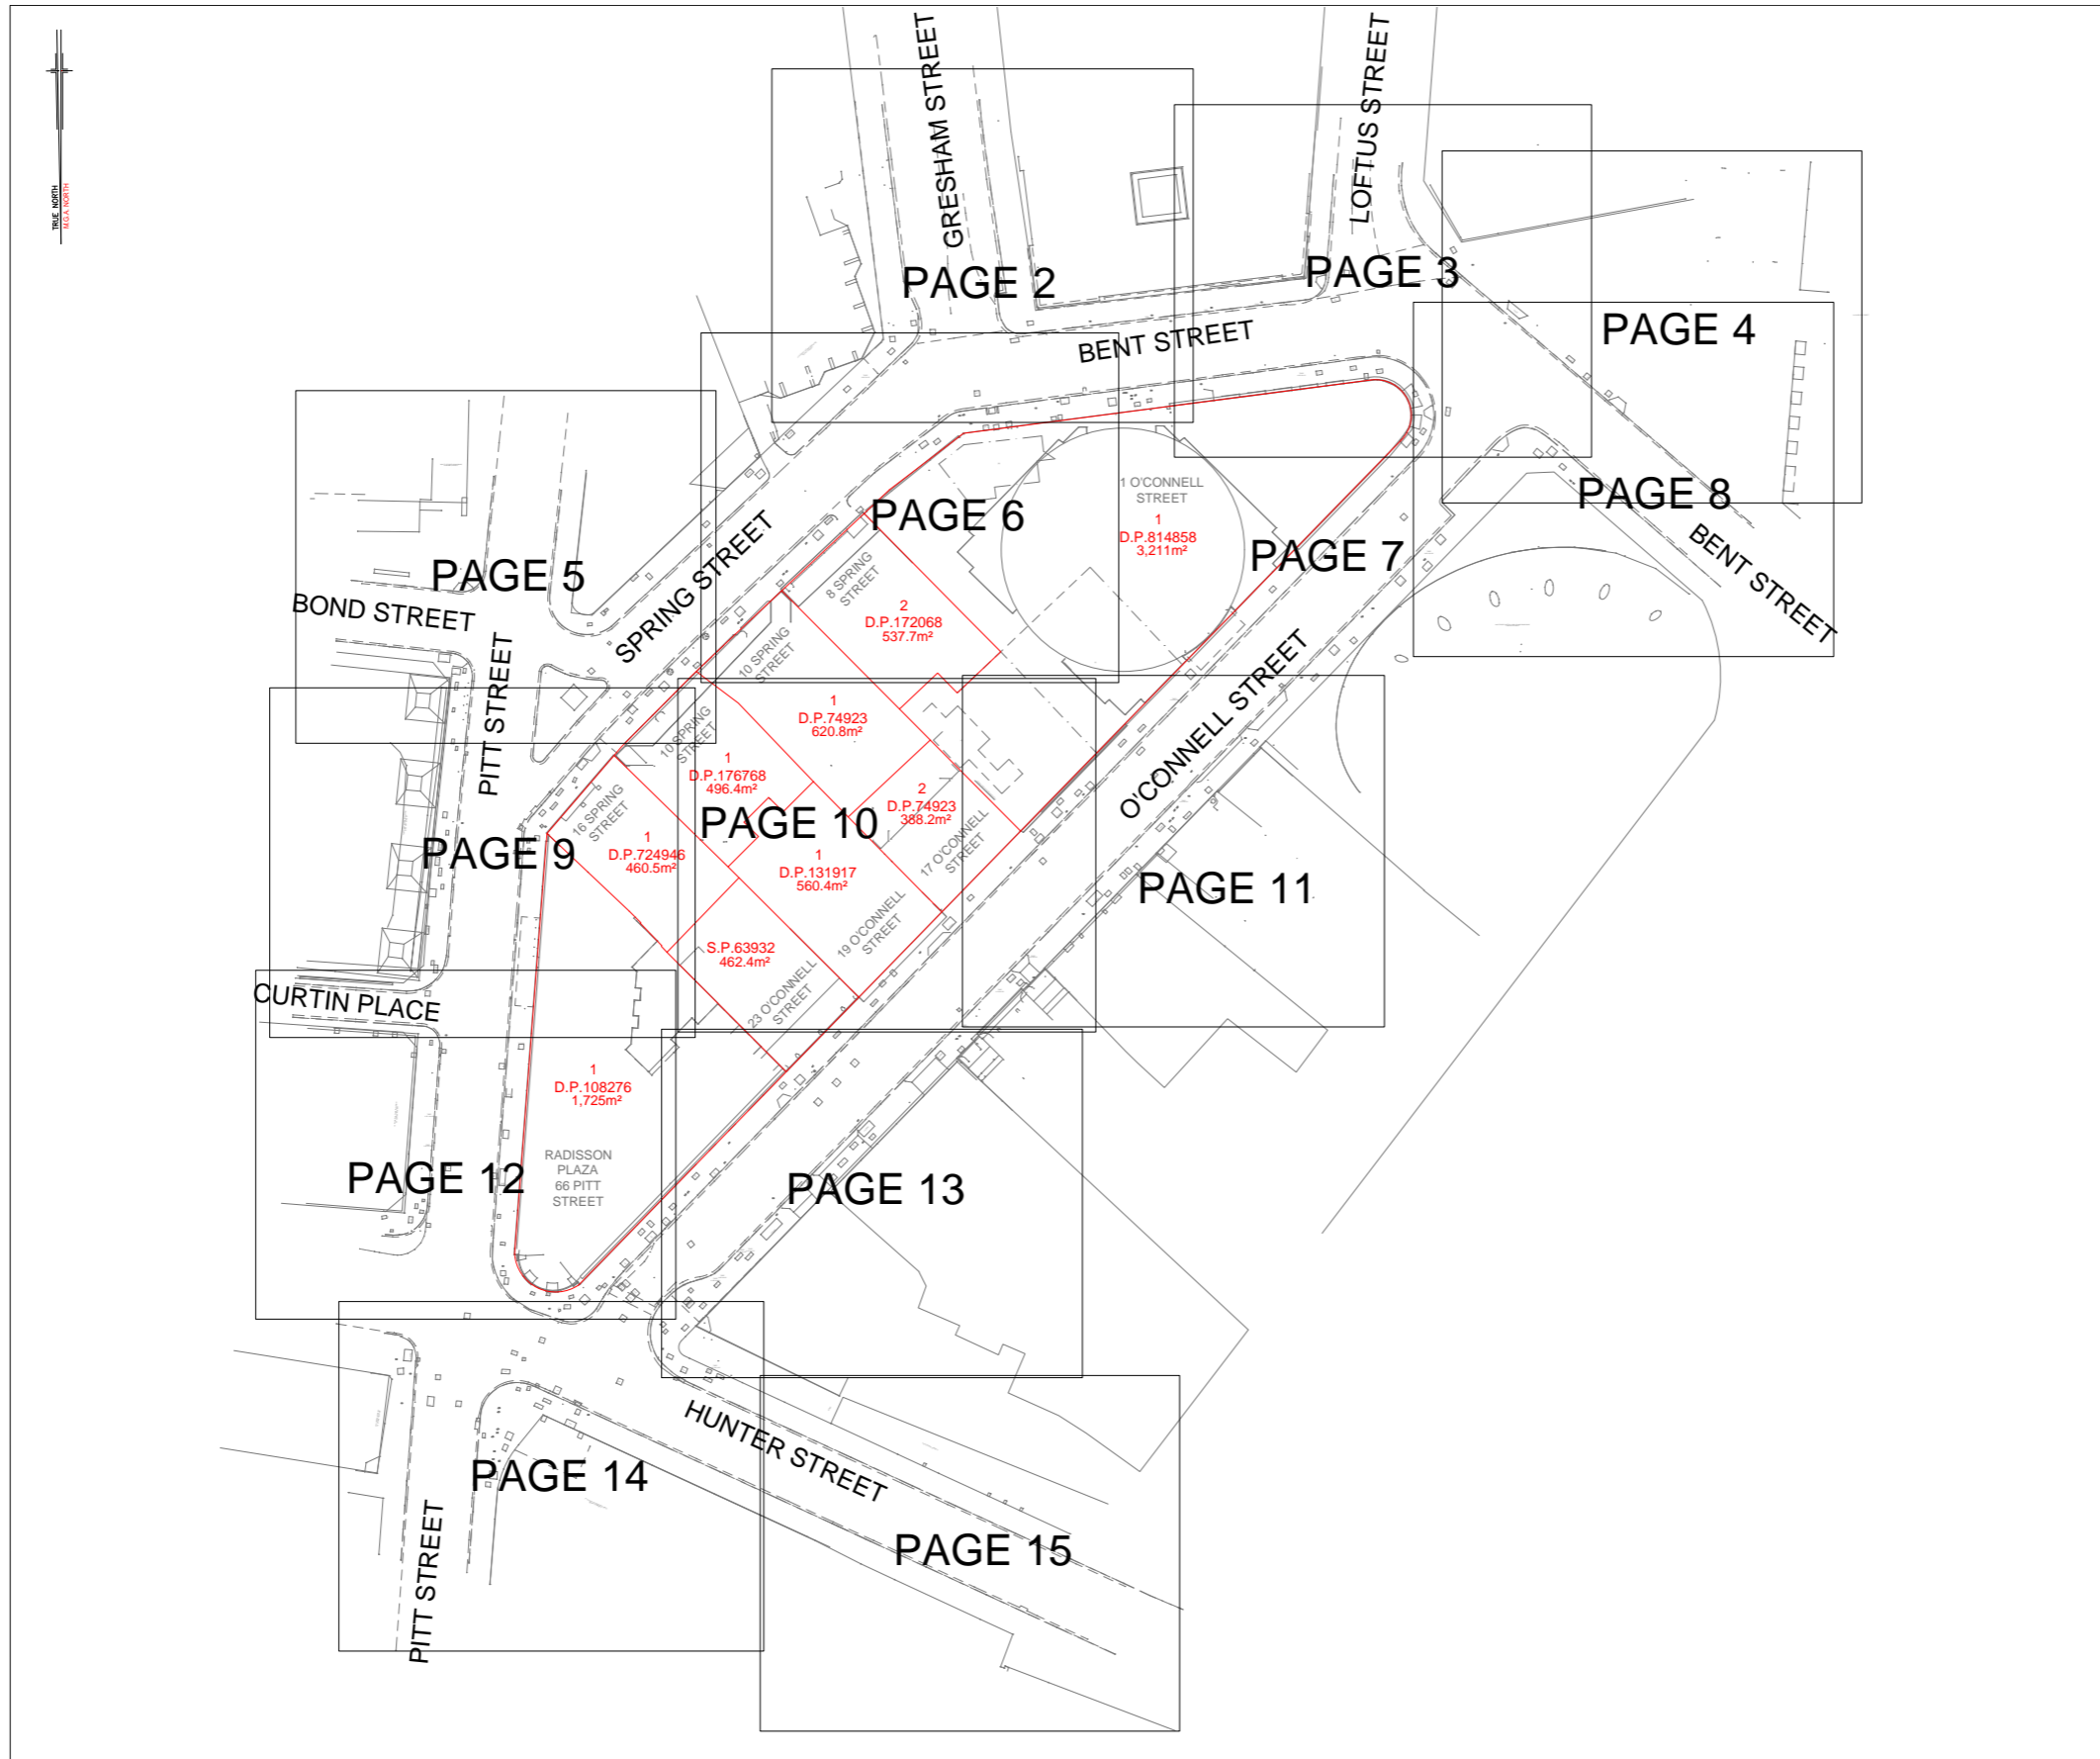 TRUE NORTH
M.G.A. NORTH
GRESHAM STREET
LOFTUS STREET
PAGE 2
PAGE 3
PAGE 4
BENT STREET
PAGE 5
PAGE 6
PAGE 7
PAGE 8
BENT STREET
SPRING STREET
BOND STREET
PITT STREET
1 O'CONNELL
STREET
1
D.P.814858
3,211m²
8 SPRING
STREET
2
D.P.172068
537.7m²
10 SPRING
STREET
1
D.P.74923
620.8m²
10 SPRING
STREET
1
D.P.176768
496.4m²
2
D.P.74923
388.2m²
O'CONNELL STREET
16 SPRING
STREET
1
D.P.724946
460.5m²
PAGE 9
PAGE 10
1
D.P.131917
560.4m²
17 O'CONNELL
STREET
PAGE 11
19 O'CONNELL
STREET
S.P.63932
462.4m²
23 O'CONNELL
STREET
CURTIN PLACE
1
D.P.108276
1,725m²
RADISSON
PLAZA
66 PITT
STREET
PAGE 12
PAGE 13
HUNTER STREET
PAGE 14
PAGE 15
PITT STREET